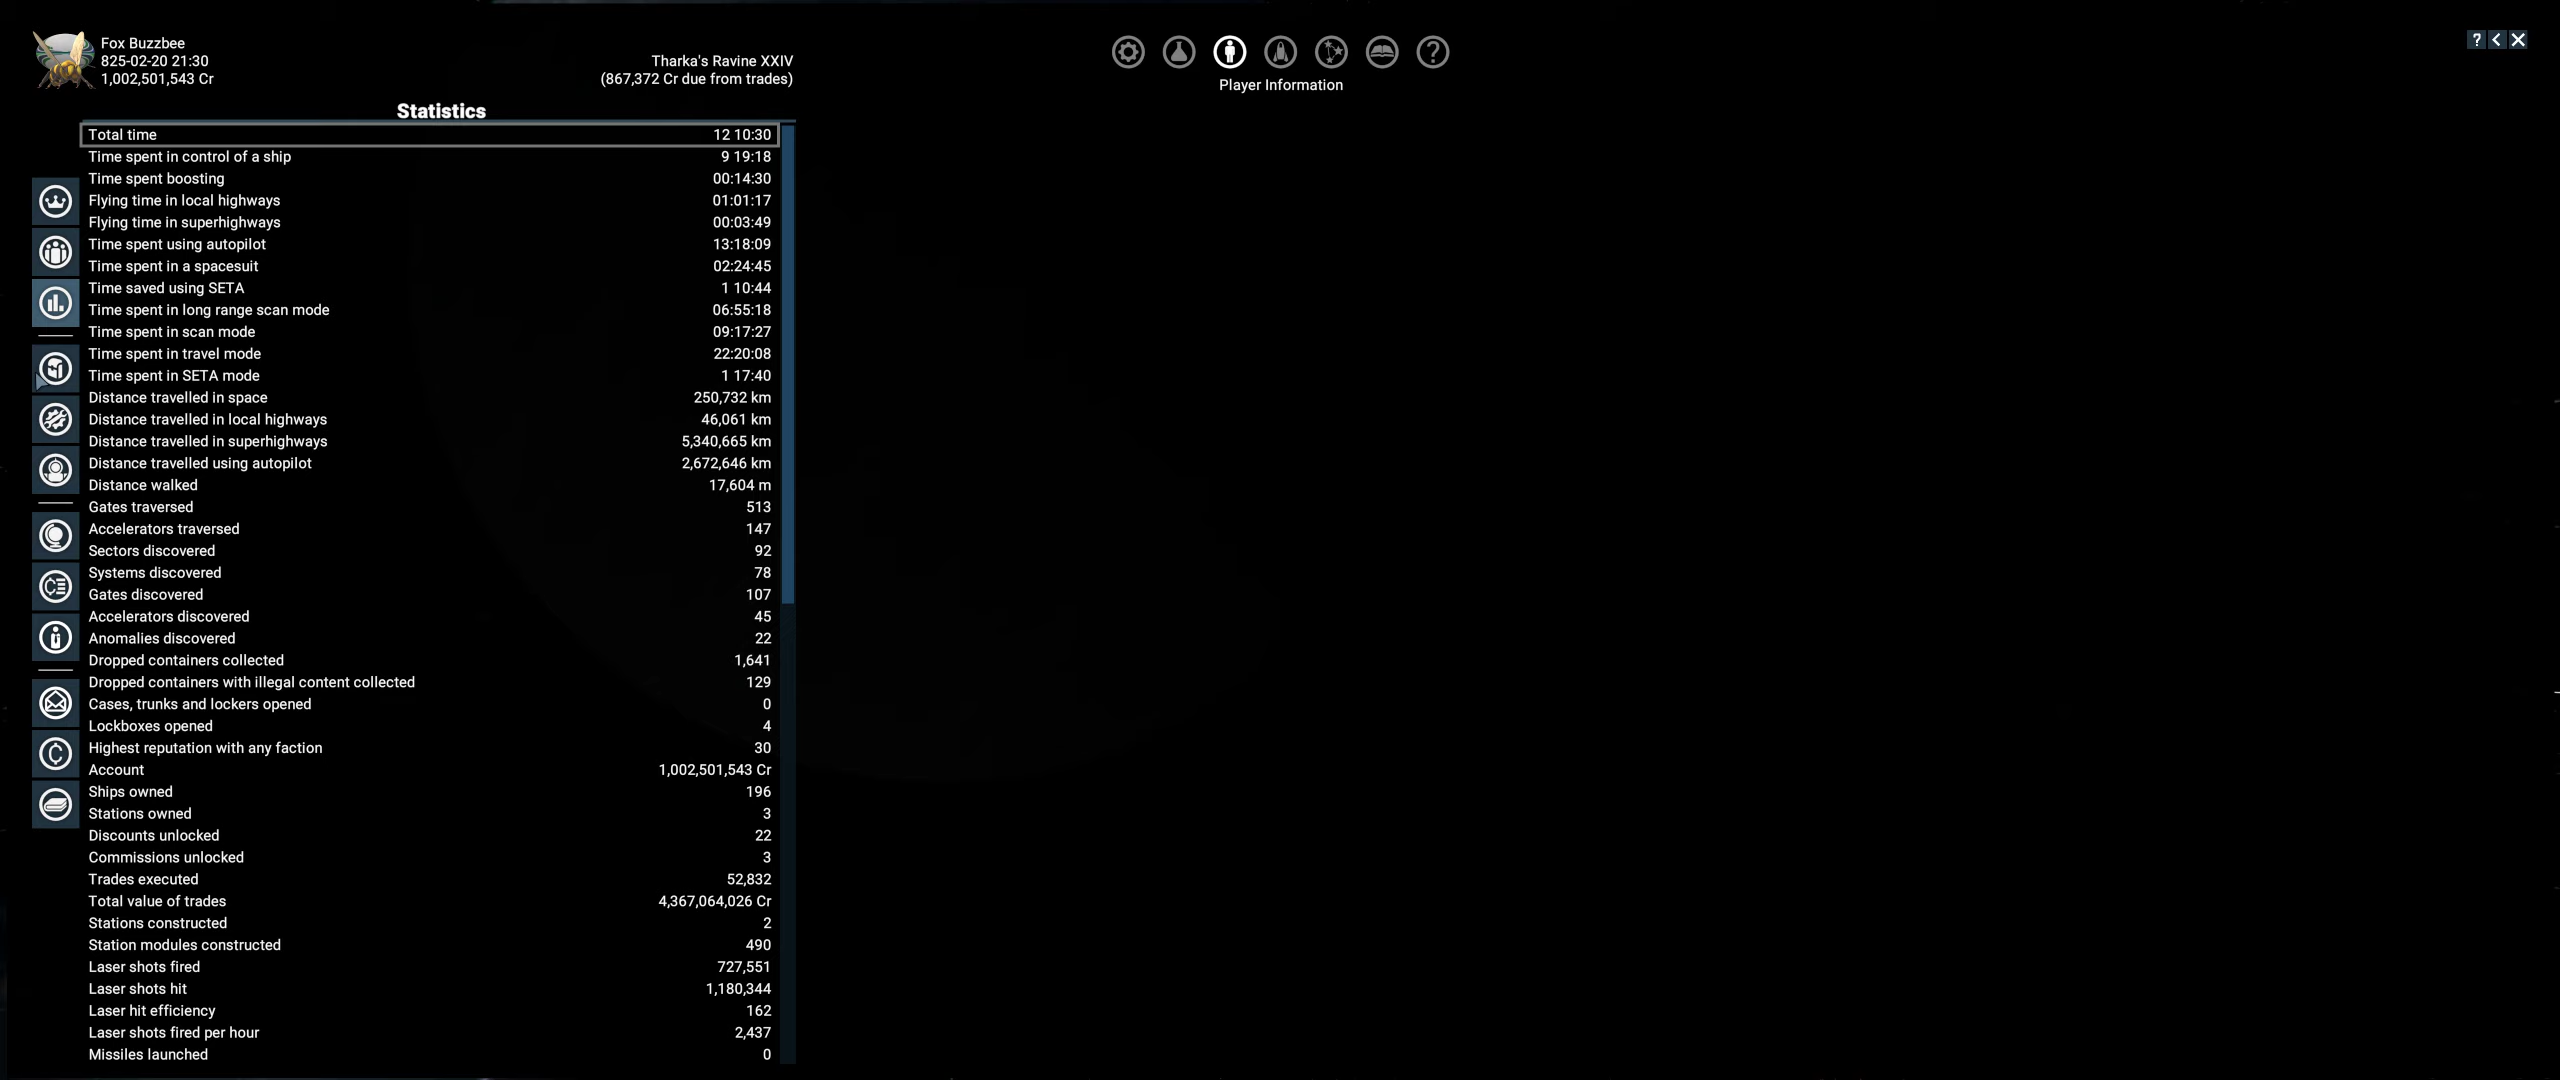 Fox Buzzbee
825-02-20 21:30
1,002,501,543 Cr
Tharka's Ravine XXIV
(867,372 Cr due from trades)
Player Information
Statistics
Total time 12 10:30
Time spent in control of a ship 9 19:18
Time spent boosting 00:14:30
Flying time in local highways 01:01:17
Flying time in superhighways 00:03:49
Time spent using autopilot 13:18:09
Time spent in a spacesuit 02:24:45
Time saved using SETA 1 10:44
Time spent in long range scan mode 06:55:18
Time spent in scan mode 09:17:27
Time spent in travel mode 22:20:08
Time spent in SETA mode 1 17:40
Distance travelled in space 250,732 km
Distance travelled in local highways 46,061 km
Distance travelled in superhighways 5,340,665 km
Distance travelled using autopilot 2,672,646 km
Distance walked 17,604 m
Gates traversed 513
Accelerators traversed 147
Sectors discovered 92
Systems discovered 78
Gates discovered 107
Accelerators discovered 45
Anomalies discovered 22
Dropped containers collected 1,641
Dropped containers with illegal content collected 129
Cases, trunks and lockers opened 0
Lockboxes opened 4
Highest reputation with any faction 30
Account 1,002,501,543 Cr
Ships owned 196
Stations owned 3
Discounts unlocked 22
Commissions unlocked 3
Trades executed 52,832
Total value of trades 4,367,064,026 Cr
Stations constructed 2
Station modules constructed 490
Laser shots fired 727,551
Laser shots hit 1,180,344
Laser hit efficiency 162
Laser shots fired per hour 2,437
Missiles launched 0